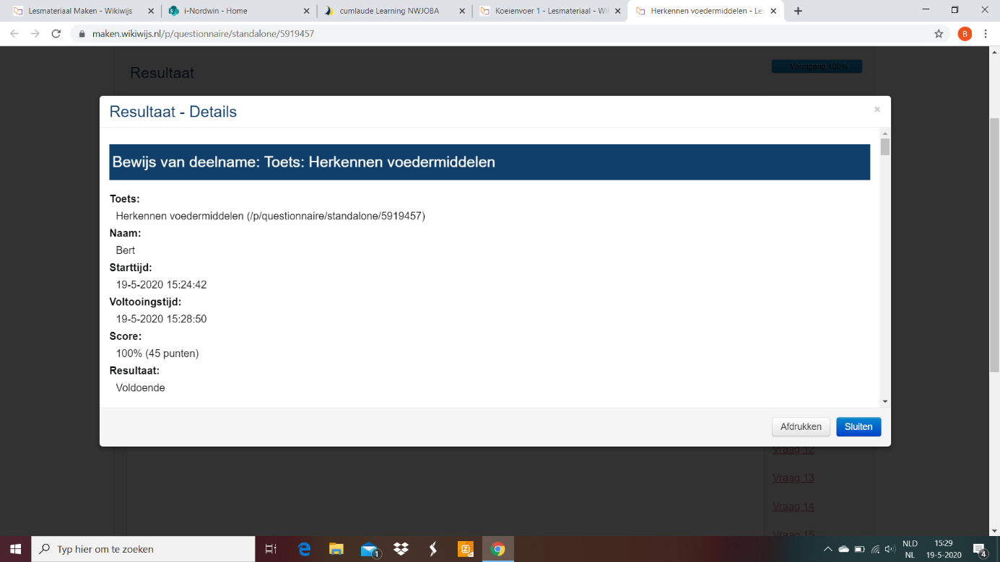 Lesmateriaal Maken - Wikiwijs
i-Nordwin - Home
cumlaude Learning NWJOBA
Koeienvoer 1 - Lesmateriaal - Wi
Herkennen voedermiddelen - Les
maken.wikiwijs.nl/p/questionnaire/standalone/5919457
B
Resultaat
Voortgang 100%
Resultaat - Details
×
Bewijs van deelname: Toets: Herkennen voedermiddelen
Toets:
Herkennen voedermiddelen (/p/questionnaire/standalone/5919457)
Naam:
Bert
Starttijd:
19-5-2020 15:24:42
Voltooingstijd:
19-5-2020 15:28:50
Score:
100% (45 punten)
Resultaat:
Voldoende
Afdrukken
Sluiten
Vraag 12
Vraag 13
Vraag 14
Vraag 15
Typ hier om te zoeken
1
NLD
NL
15:29
19-5-2020
4